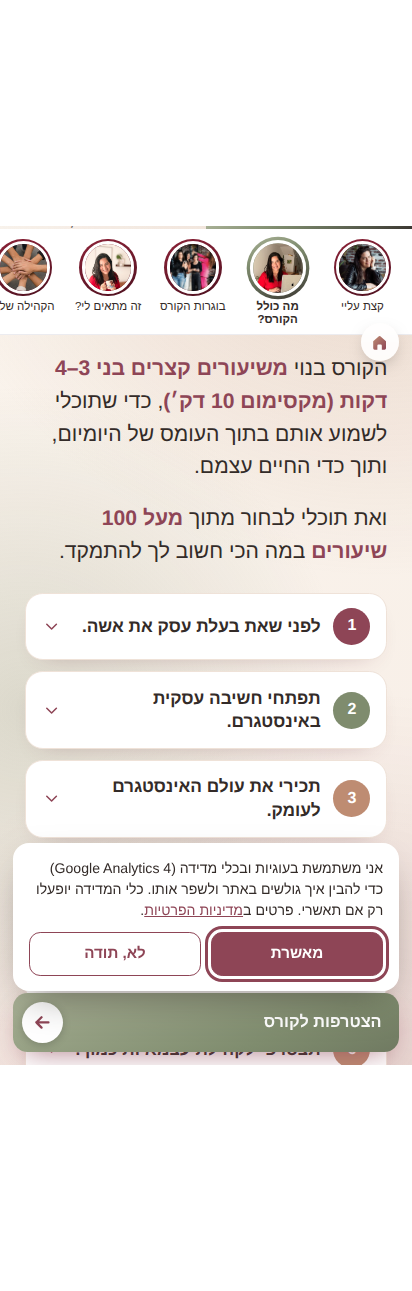 קצת עליי
מה כולל
הקורס?
בוגרות הקורס
זה מתאים לי?
הקהילה של
הקורס בנוי משיעורים קצרים בני 3–4
דקות (מקסימום 10 דק׳), כדי שתוכלי
לשמוע אותם בתוך העומס של היומיום,
ותוך כדי החיים עצמם.
ואת תוכלי לבחור מתוך מעל 100
שיעורים במה הכי חשוב לך להתמקד.
1 לפני שאת בעלת עסק את אשה.
2 תפתחי חשיבה עסקית
באינסטגרם.
3 תכירי את עולם האינסטגרם
לעומק.
אני משתמשת בעוגיות ובכלי מדידה (Google Analytics 4)
כדי להבין איך גולשים באתר ולשפר אותו. כלי המדידה יופעלו
רק אם תאשרי. פרטים במדיניות הפרטיות.
מאשרת
לא, תודה
הצטרפות לקורס